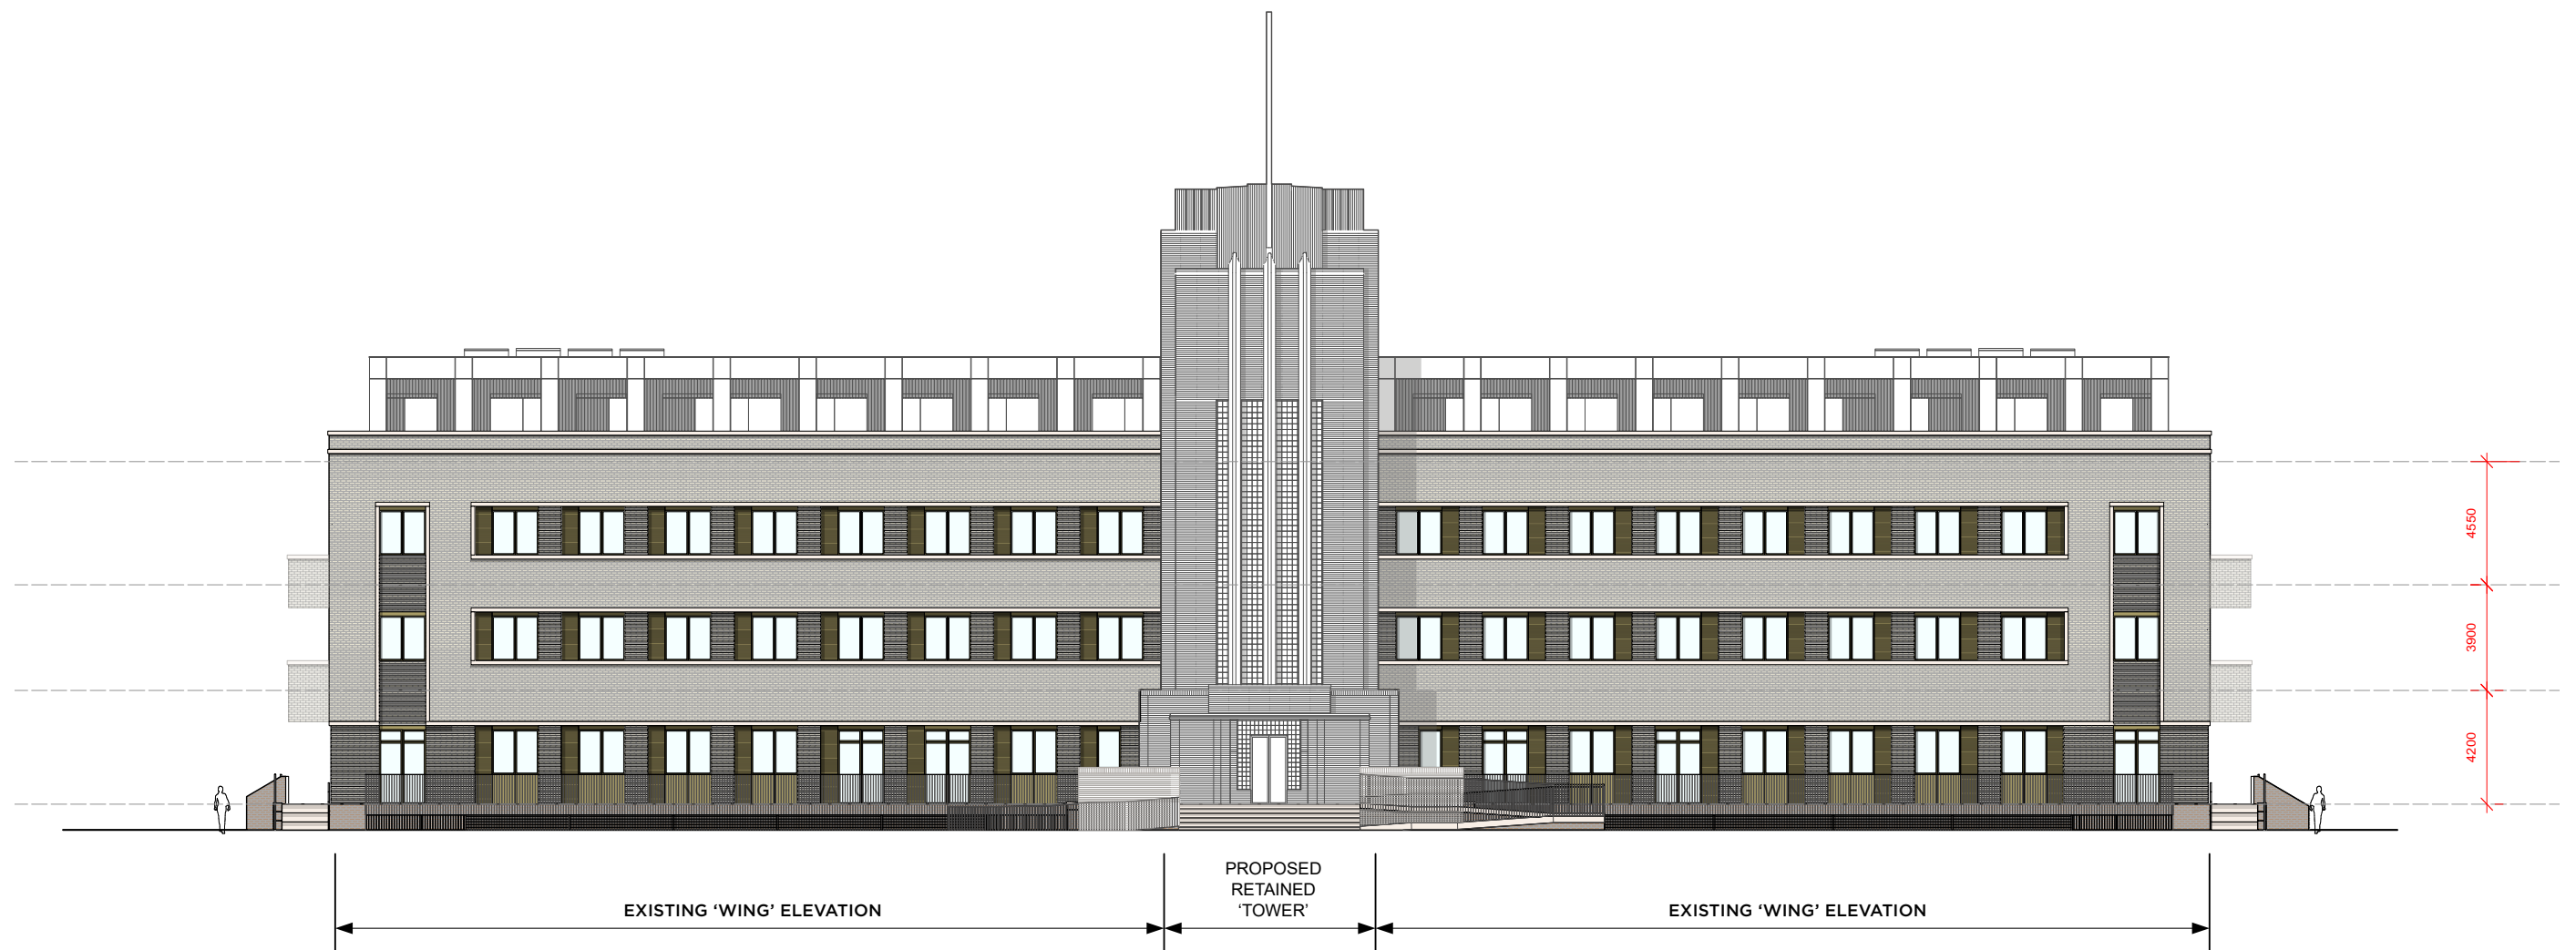 4550
3900
4200
PROPOSED
RETAINED
‘TOWER’
EXISTING ‘WING’ ELEVATION
EXISTING ‘WING’ ELEVATION